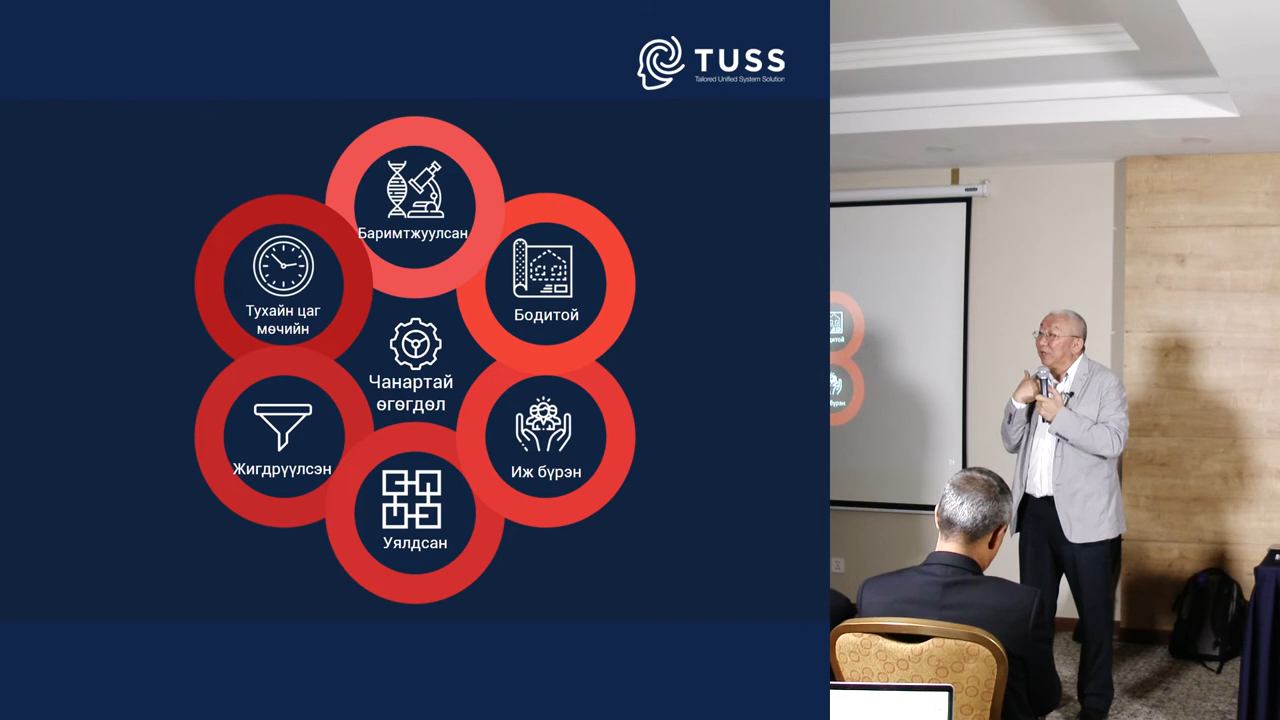 TUSS
Tailored Unified System Solution
Баримтжуулсан
Тухайн цаг
мөчийн
Бодитой
Чанартай
өгөгдөл
Жигдрүүлсэн
Иж бүрэн
Уялдсан